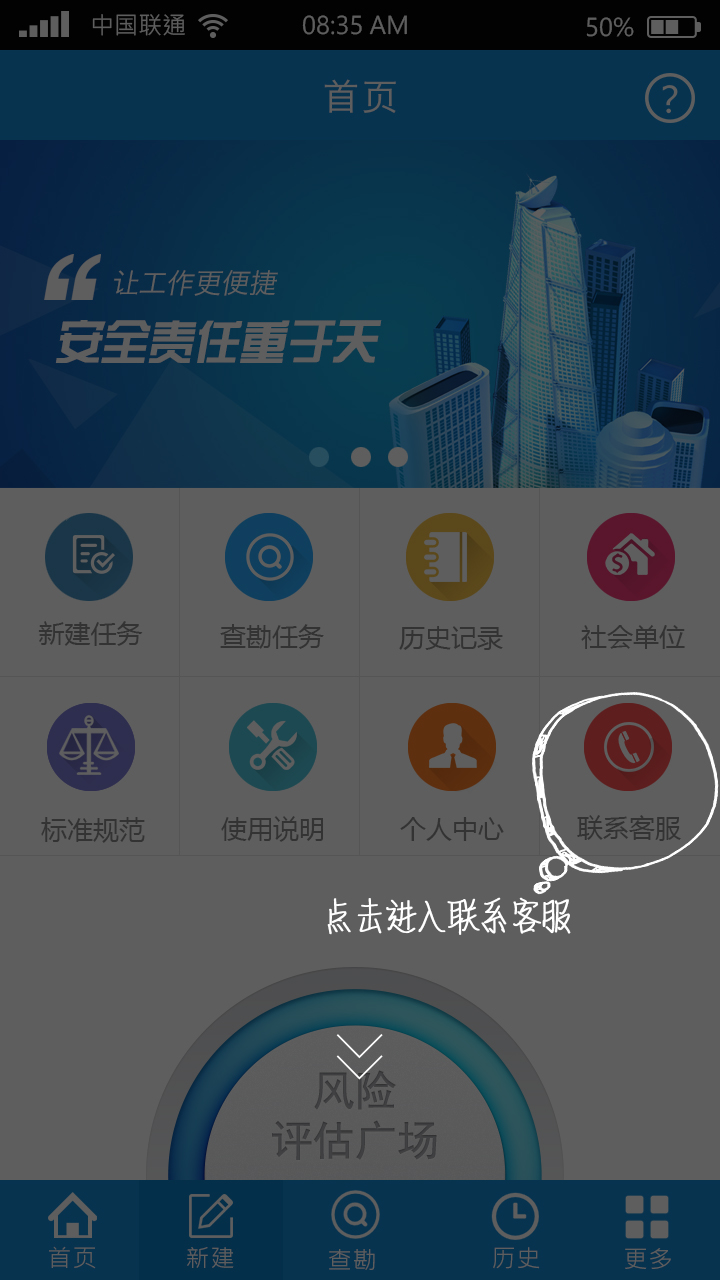 中国联通 08:35 AM 50%
首页 ?
让工作更便捷
安全责任重于天
新建任务 查勘任务 历史记录 社会单位
标准规范 使用说明 个人中心 联系客服
点击进入联系客服
风险
评估广场
首页 新建 查勘 历史 更多